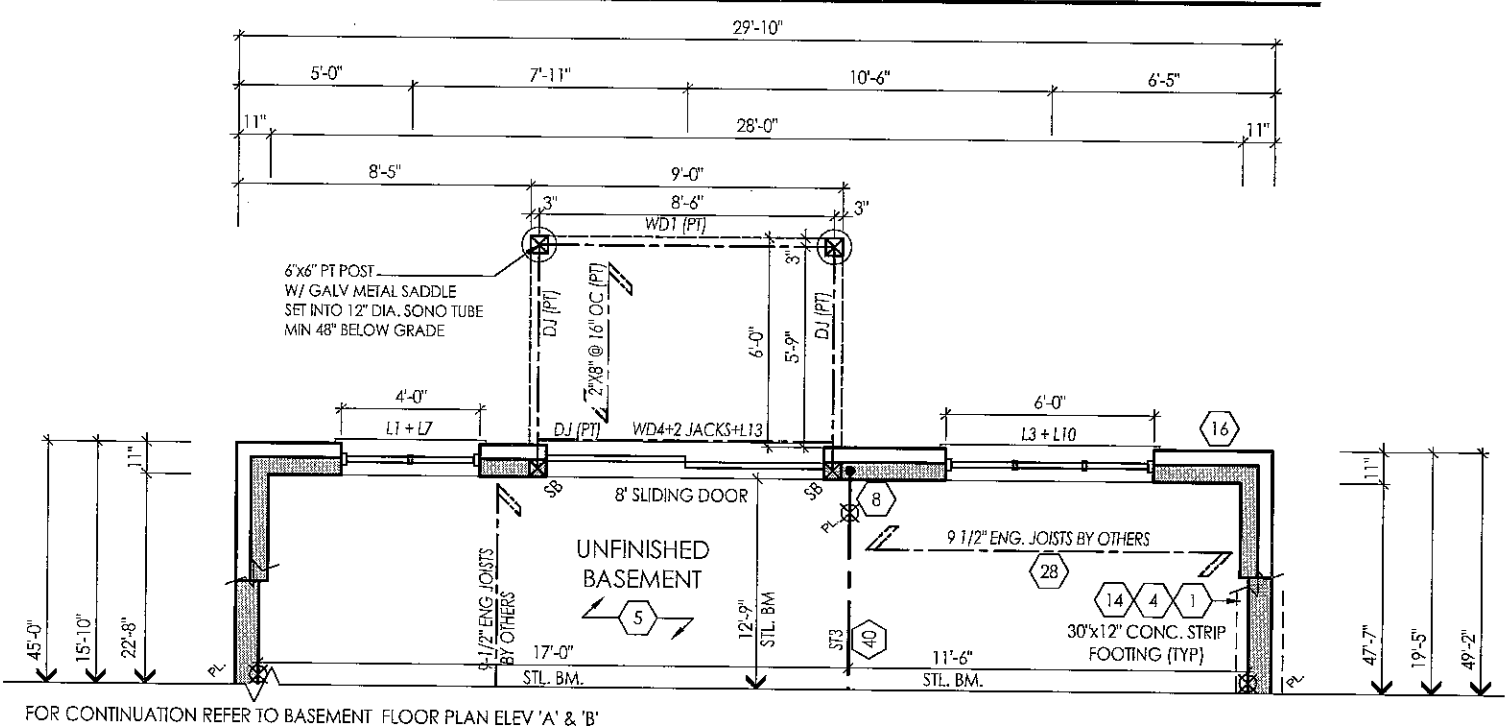 29'-10"
5'-0" 7'-11" 10'-6" 6'-5"
11" 28'-0" 11"
8'-5" 9'-0"
3" 8'-6" 3"
WD1 (PT)
6"x6" PT POST
W/ GALV METAL SADDLE
SET INTO 12" DIA. SONO TUBE
MIN 48" BELOW GRADE
DJ (PT)
2"X8" @ 16" OC (PT)
6'-0"
3"
5'-9"
DJ (PT)
4'-0"
L1 + L7
DJ (PT) WD4+2 JACKS+L13
6'-0"
L3 + L10
16
11"
11"
SB
8' SLIDING DOOR
SB
8
PL
9 1/2" ENG. JOISTS BY OTHERS
28
UNFINISHED
BASEMENT
5
9-1/2" ENG JOISTS
BY OTHERS
12'-9"
STL. BM
ST3
40
14 4 1
30"x12" CONC. STRIP
FOOTING (TYP)
45'-0"
15'-10"
22'-8"
47'-7"
19'-5"
49'-2"
PL
17'-0"
STL. BM.
11'-6"
STL. BM.
PL
FOR CONTINUATION REFER TO BASEMENT FLOOR PLAN ELEV 'A' & 'B'